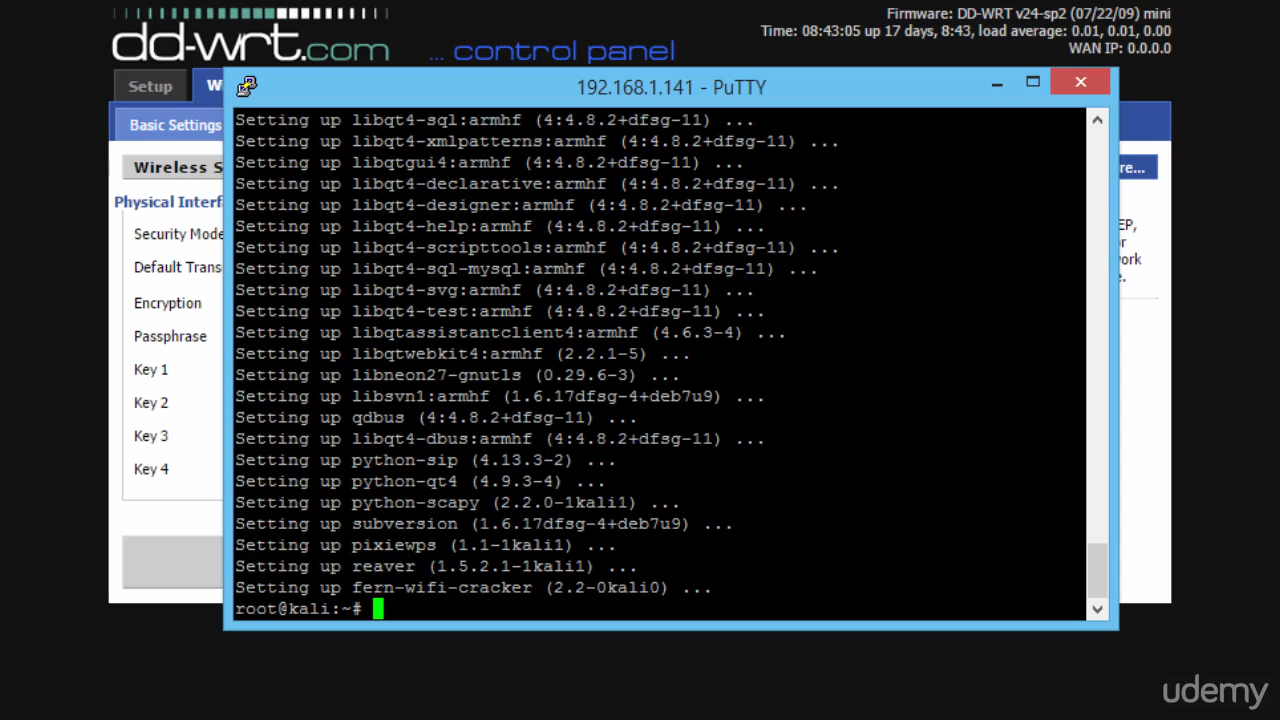 Firmware: DD-WRT v24-sp2 (07/22/09) mini
Time: 08:43:05 up 17 days, 8:43, load average: 0.01, 0.01, 0.00
WAN IP: 0.0.0.0
dd-wrt.com ... control panel
Setup
192.168.1.141 - PuTTY
Basic Settings
Wireless S
re...
Physical Interf
Security Mode
Default Trans
Encryption
Passphrase
Key 1
Key 2
Key 3
Key 4
EP,
or
work
e.
Setting up libqt4-sql:armhf (4:4.8.2+dfsg-11) ...
Setting up libqt4-xmlpatterns:armhf (4:4.8.2+dfsg-11) ...
Setting up libqtgui4:armhf (4:4.8.2+dfsg-11) ...
Setting up libqt4-declarative:armhf (4:4.8.2+dfsg-11) ...
Setting up libqt4-designer:armhf (4:4.8.2+dfsg-11) ...
Setting up libqt4-help:armhf (4:4.8.2+dfsg-11) ...
Setting up libqt4-scripttools:armhf (4:4.8.2+dfsg-11) ...
Setting up libqt4-sql-mysql:armhf (4:4.8.2+dfsg-11) ...
Setting up libqt4-svg:armhf (4:4.8.2+dfsg-11) ...
Setting up libqt4-test:armhf (4:4.8.2+dfsg-11) ...
Setting up libqtassistantclient4:armhf (4.6.3-4) ...
Setting up libqtwebkit4:armhf (2.2.1-5) ...
Setting up libneon27-gnutls (0.29.6-3) ...
Setting up libsvn1:armhf (1.6.17dfsg-4+deb7u9) ...
Setting up qdbus (4:4.8.2+dfsg-11) ...
Setting up libqt4-dbus:armhf (4:4.8.2+dfsg-11) ...
Setting up python-sip (4.13.3-2) ...
Setting up python-qt4 (4.9.3-4) ...
Setting up python-scapy (2.2.0-1kali1) ...
Setting up subversion (1.6.17dfsg-4+deb7u9) ...
Setting up pixiewps (1.1-1kali1) ...
Setting up reaver (1.5.2.1-1kali1) ...
Setting up fern-wifi-cracker (2.2-0kali0) ...
root@kali:~#
udemy